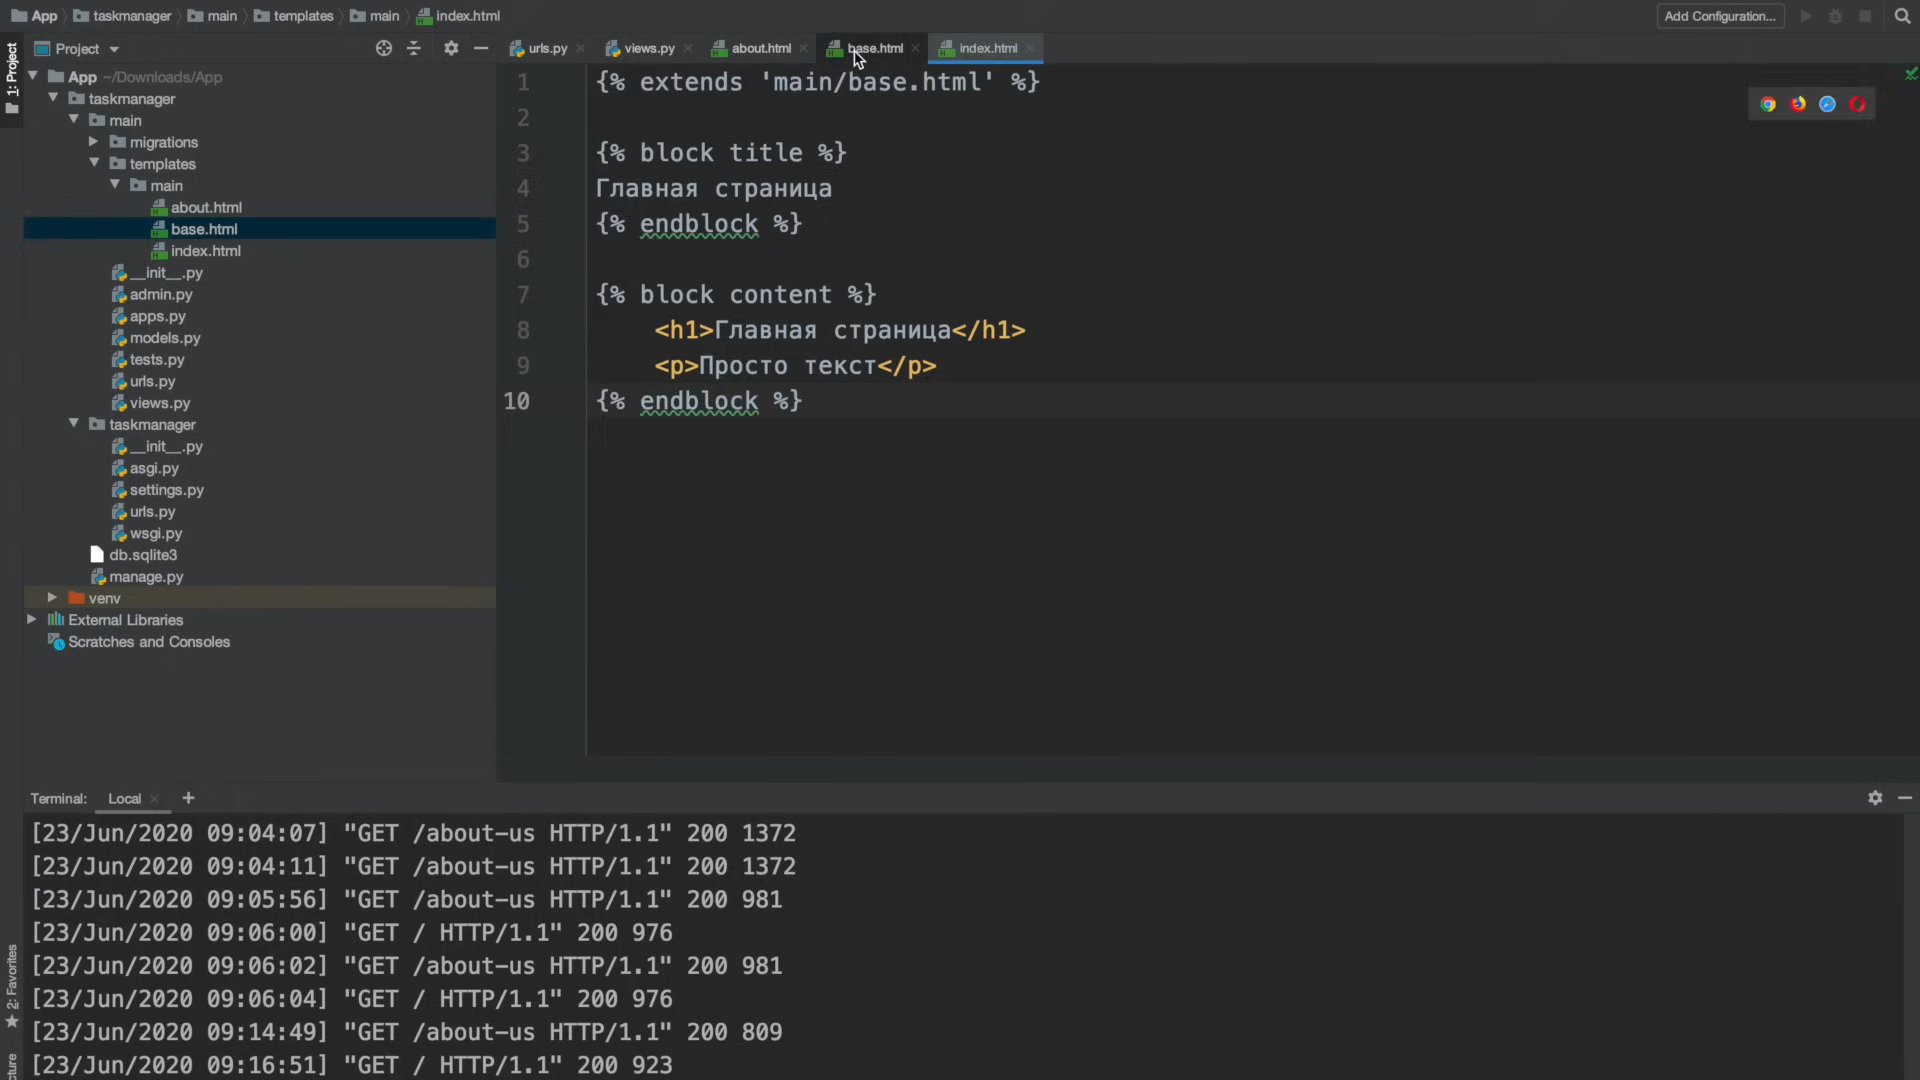 App taskmanager main templates main index.html Add Configuration...
1: Project
Project
urls.py views.py about.html base.html index.html
App ~/Downloads/App
taskmanager
main
migrations
templates
main
about.html
base.html
index.html
__init__.py
admin.py
apps.py
models.py
tests.py
urls.py
views.py
taskmanager
__init__.py
asgi.py
settings.py
urls.py
wsgi.py
db.sqlite3
manage.py
venv
External Libraries
Scratches and Consoles
1 {% extends 'main/base.html' %}
2
3 {% block title %}
4 Главная страница
5 {% endblock %}
6
7 {% block content %}
8 <h1>Главная страница</h1>
9 <p>Просто текст</p>
10 {% endblock %}
Terminal: Local +
[23/Jun/2020 09:04:07] "GET /about-us HTTP/1.1" 200 1372
[23/Jun/2020 09:04:11] "GET /about-us HTTP/1.1" 200 1372
[23/Jun/2020 09:05:56] "GET /about-us HTTP/1.1" 200 981
[23/Jun/2020 09:06:00] "GET / HTTP/1.1" 200 976
[23/Jun/2020 09:06:02] "GET /about-us HTTP/1.1" 200 981
[23/Jun/2020 09:06:04] "GET / HTTP/1.1" 200 976
[23/Jun/2020 09:14:49] "GET /about-us HTTP/1.1" 200 809
[23/Jun/2020 09:16:51] "GET / HTTP/1.1" 200 923
2: Favorites